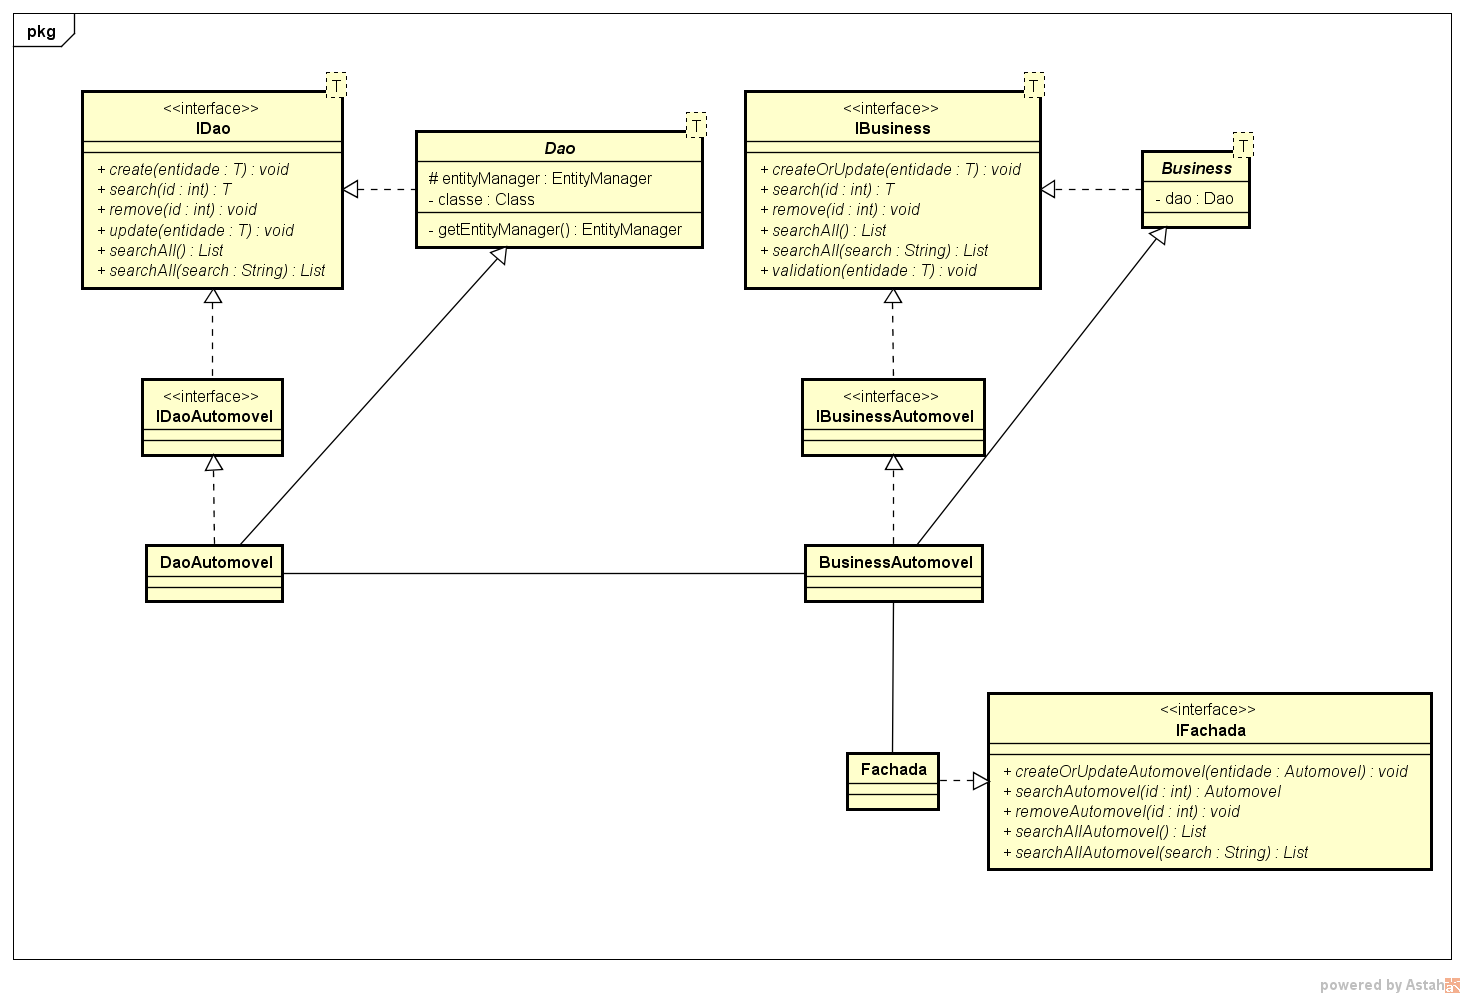 pkg
T
<<interface>>
IDao
+ create(entidade : T) : void
+ search(id : int) : T
+ remove(id : int) : void
+ update(entidade : T) : void
+ searchAll() : List
+ searchAll(search : String) : List
T
Dao
# entityManager : EntityManager
- classe : Class
- getEntityManager() : EntityManager
T
<<interface>>
IBusiness
+ createOrUpdate(entidade : T) : void
+ search(id : int) : T
+ remove(id : int) : void
+ searchAll() : List
+ searchAll(search : String) : List
+ validation(entidade : T) : void
T
Business
- dao : Dao
<<interface>>
IDaoAutomovel
<<interface>>
IBusinessAutomovel
DaoAutomovel
BusinessAutomovel
Fachada
<<interface>>
IFachada
+ createOrUpdateAutomovel(entidade : Automovel) : void
+ searchAutomovel(id : int) : Automovel
+ removeAutomovel(id : int) : void
+ searchAllAutomovel() : List
+ searchAllAutomovel(search : String) : List
powered by Astah